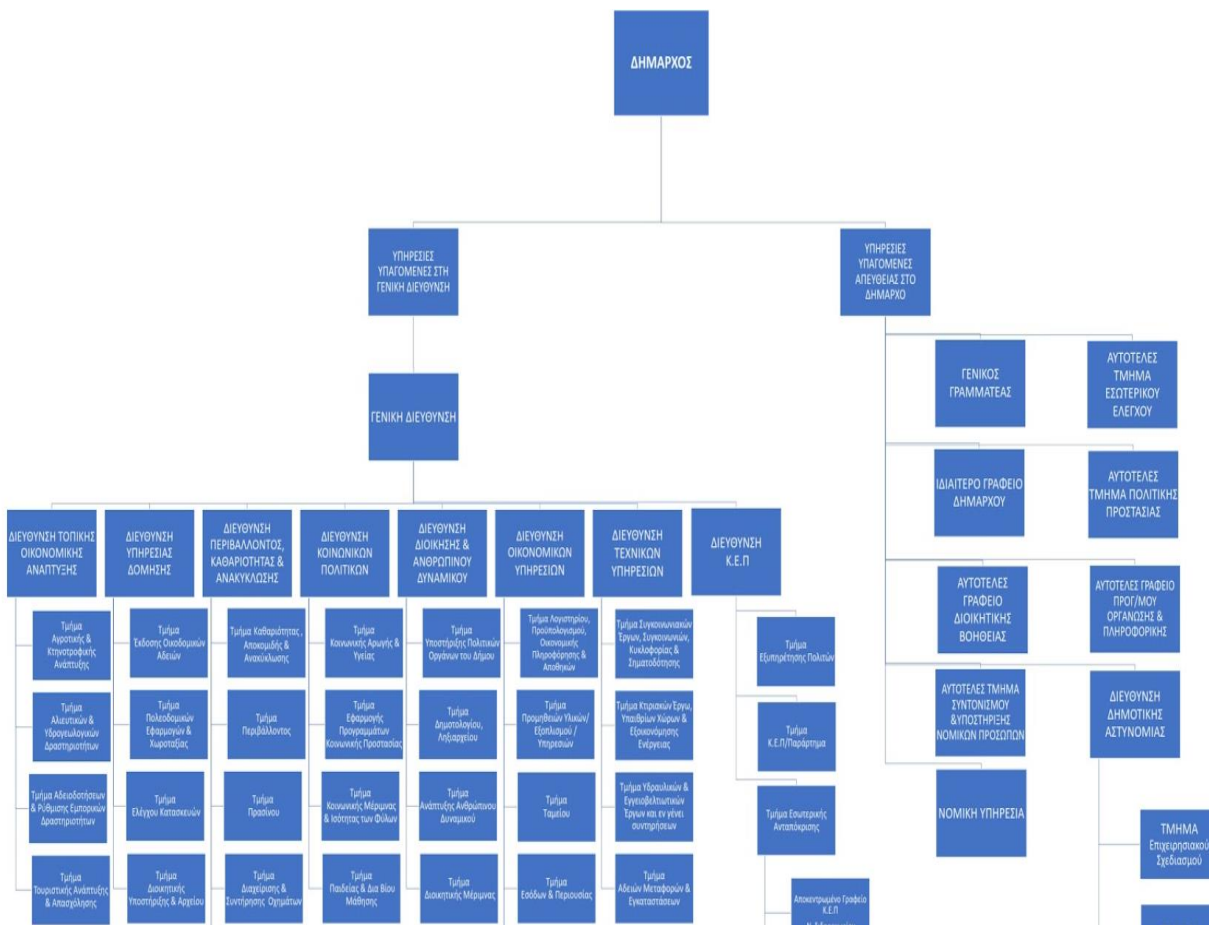 ΔΗΜΑΡΧΟΣ
ΥΠΗΡΕΣΙΕΣ
ΥΠΑΓΟΜΕΝΕΣ ΣΤΗ
ΓΕΝΙΚΗ ΔΙΕΥΘΥΝΣΗ
ΥΠΗΡΕΣΙΕΣ
ΥΠΑΓΟΜΕΝΕΣ
ΑΠΕΥΘΕΙΑΣ ΣΤΟ
ΔΗΜΑΡΧΟ
ΓΕΝΙΚΗ ΔΙΕΥΘΥΝΣΗ
ΓΕΝΙΚΟΣ
ΓΡΑΜΜΑΤΕΑΣ
ΑΥΤΟΤΕΛΕΣ
ΤΜΗΜΑ
ΕΣΩΤΕΡΙΚΟΥ
ΕΛΕΓΧΟΥ
ΙΔΙΑΙΤΕΡΟ ΓΡΑΦΕΙΟ
ΔΗΜΑΡΧΟΥ
ΑΥΤΟΤΕΛΕΣ
ΤΜΗΜΑ ΠΟΛΙΤΙΚΗΣ
ΠΡΟΣΤΑΣΙΑΣ
ΑΥΤΟΤΕΛΕΣ
ΓΡΑΦΕΙΟ
ΔΙΟΙΚΗΤΙΚΗΣ
ΒΟΗΘΕΙΑΣ
ΑΥΤΟΤΕΛΕΣ ΓΡΑΦΕΙΟ
ΠΡΟΓ/ΜΟΥ
ΟΡΓΑΝΩΣΗΣ &
ΠΛΗΡΟΦΟΡΙΚΗΣ
ΑΥΤΟΤΕΛΕΣ ΤΜΗΜΑ
ΣΥΝΤΟΝΙΣΜΟΥ
&ΥΠΟΣΤΗΡΙΞΗΣ
ΝΟΜΙΚΩΝ ΠΡΟΣΩΠΩΝ
ΔΙΕΥΘΥΝΣΗ
ΔΗΜΟΤΙΚΗΣ
ΑΣΤΥΝΟΜΙΑΣ
ΝΟΜΙΚΗ ΥΠΗΡΕΣΙΑ
ΤΜΗΜΑ
Επιχειρησιακού
Σχεδιασμού
ΔΙΕΥΘΥΝΣΗ ΤΟΠΙΚΗΣ
ΟΙΚΟΝΟΜΙΚΗΣ
ΑΝΑΠΤΥΞΗΣ
Τμήμα
Αγροτικής &
Κτηνοτροφικής
Ανάπτυξης
Τμήμα
Αλιευτικών &
Υδρογεωλογικών
Δραστηριοτήτων
Τμήμα Αδειοδοτήσεων
& Ρύθμισης Εμπορικών
Δραστηριοτήτων
Τμήμα
Τουριστικής Ανάπτυξης
& Απασχόλησης
ΔΙΕΥΘΥΝΣΗ
ΥΠΗΡΕΣΙΑΣ
ΔΟΜΗΣΗΣ
Τμήμα
Έκδοσης Οικοδομικών
Αδειών
Τμήμα
Πολεοδομικών
Εφαρμογών &
Χωροταξίας
Τμήμα
Ελέγχου Κατασκευών
Τμήμα
Διοικητικής
Υποστήριξης & Αρχείου
ΔΙΕΥΘΥΝΣΗ
ΠΕΡΙΒΑΛΛΟΝΤΟΣ,
ΚΑΘΑΡΙΟΤΗΤΑΣ &
ΑΝΑΚΥΚΛΩΣΗΣ
Τμήμα Καθαριότητας ,
Αποκομιδής &
Ανακύκλωσης
Τμήμα
Περιβάλλοντος
Τμήμα
Πρασίνου
Τμήμα
Διαχείρισης &
Συντήρησης Οχημάτων
ΔΙΕΥΘΥΝΣΗ
ΚΟΙΝΩΝΙΚΩΝ
ΠΟΛΙΤΙΚΩΝ
Τμήμα
Κοινωνικής Αρωγής &
Υγείας
Τμήμα
Εφαρμογής
Προγραμμάτων
Κοινωνικής Προστασίας
Τμήμα
Κοινωνικής Μέριμνας
& Ισότητας των Φύλων
Τμήμα
Παιδείας & Δια Βίου
Μάθησης
ΔΙΕΥΘΥΝΣΗ
ΔΙΟΙΚΗΣΗΣ &
ΑΝΘΡΩΠΙΝΟΥ
ΔΥΝΑΜΙΚΟΥ
Τμήμα
Υποστήριξης Πολιτικών
Οργάνων του Δήμου
Τμήμα
Δημοτολογίου,
Ληξιαρχείου
Τμήμα
Ανάπτυξης Ανθρώπινου
Δυναμικού
Τμήμα
Διοικητικής Μέριμνας
ΔΙΕΥΘΥΝΣΗ
ΟΙΚΟΝΟΜΙΚΩΝ
ΥΠΗΡΕΣΙΩΝ
Τμήμα Λογιστηρίου,
Προϋπολογισμού,
Οικονομικής
Πληροφόρησης &
Αποθηκών
Τμήμα
Προμηθειών Υλικών/
Εξοπλισμού /
Υπηρεσιών
Τμήμα
Ταμείου
Τμήμα
Εσόδων & Περιουσίας
ΔΙΕΥΘΥΝΣΗ
ΤΕΧΝΙΚΩΝ
ΥΠΗΡΕΣΙΩΝ
Τμήμα Συγκοινωνιακών
Έργων, Συγκοινωνιών,
Κυκλοφορίας &
Σηματοδότησης
Τμήμα Κτιριακών Έργω,
Υπαιθρίων Χώρων &
Εξοικονόμησης
Ενέργειας
Τμήμα Υδραυλικών &
Εγγειοβελτιωτικών
Έργων και εν γένει
συντηρήσεων
Τμήμα
Αδειών Μεταφορών &
Εγκαταστάσεων
ΔΙΕΥΘΥΝΣΗ
Κ.Ε.Π
Τμήμα
Εξυπηρέτησης Πολιτών
Τμήμα
Κ.Ε.Π/Παράρτημα
Τμήμα Εσωτερικής
Ανταπόκρισης
Αποκεντρωμένο Γραφείο
Κ.Ε.Π